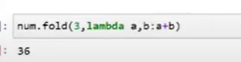 ]: num.fold(3,lambda a,b:a+b)
: 36